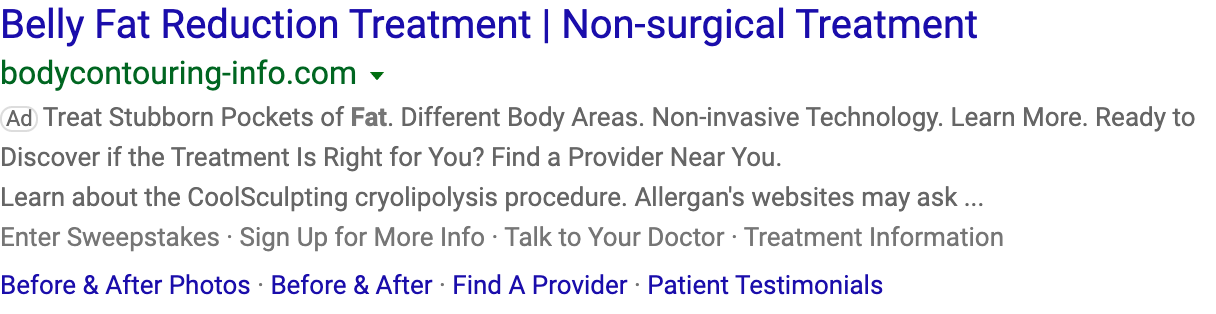 Belly Fat Reduction Treatment | Non-surgical Treatment
bodycontouring-info.com
Ad Treat Stubborn Pockets of Fat. Different Body Areas. Non-invasive Technology. Learn More. Ready to
Discover if the Treatment Is Right for You? Find a Provider Near You.
Learn about the CoolSculpting cryolipolysis procedure. Allergan's websites may ask ...
Enter Sweepstakes · Sign Up for More Info · Talk to Your Doctor · Treatment Information
Before & After Photos · Before & After · Find A Provider · Patient Testimonials